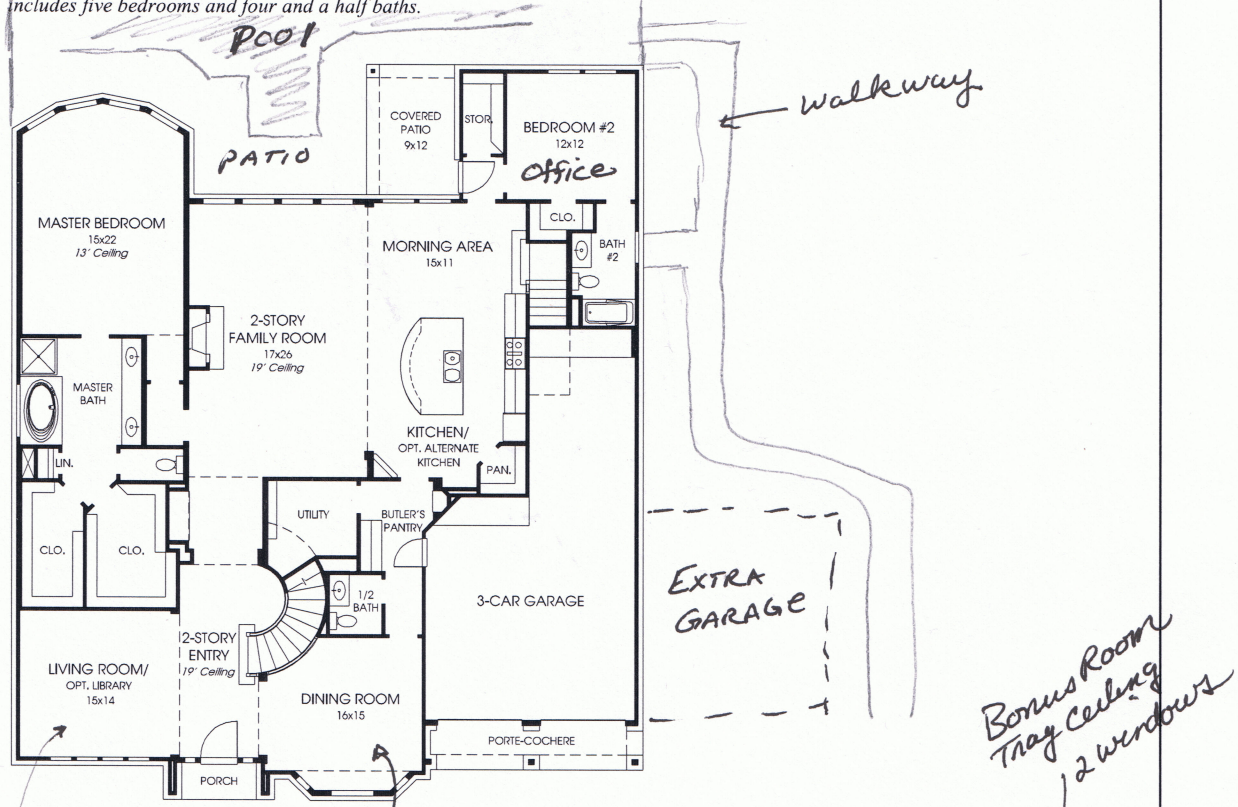 includes five bedrooms and four and a half baths.
POOL
walkway
COVERED
PATIO
9x12
STOR.
BEDROOM #2
12x12
Office
PATIO
CLO.
MASTER BEDROOM
15x22
13' Ceiling
MORNING AREA
15x11
BATH
#2
2-STORY
FAMILY ROOM
17x26
19' Ceiling
MASTER
BATH
KITCHEN/
OPT. ALTERNATE
KITCHEN
LIN.
PAN.
UTILITY
BUTLER'S
PANTRY
CLO.
CLO.
EXTRA
GARAGE
1/2
BATH
3-CAR GARAGE
2-STORY
ENTRY
19' Ceiling
LIVING ROOM/
OPT. LIBRARY
15x14
DINING ROOM
16x15
Bonus Room
Tray Ceiling
12 windows
PORTE-COCHERE
PORCH